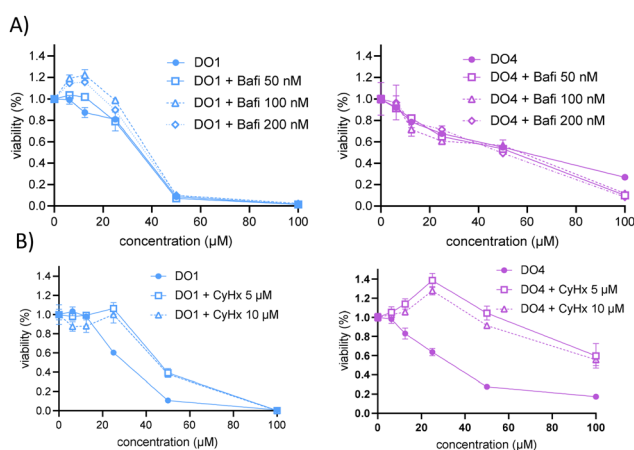 A)
DO1
DO1 + Bafi 50 nM
DO1 + Bafi 100 nM
DO1 + Bafi 200 nM
viability (%)
1.4
1.2
1.0
0.8
0.6
0.4
0.2
0.0
0 20 40 60 80 100
concentration (µM)
DO4
DO4 + Bafi 50 nM
DO4 + Bafi 100 nM
DO4 + Bafi 200 nM
viability (%)
1.4
1.2
1.0
0.8
0.6
0.4
0.2
0.0
0 20 40 60 80 100
concentration (µM)
B)
DO1
DO1 + CyHx 5 µM
DO1 + CyHx 10 µM
viability (%)
1.4
1.2
1.0
0.8
0.6
0.4
0.2
0.0
0 20 40 60 80 100
concentration (µM)
DO4
DO4 + CyHx 5 µM
DO4 + CyHx 10 µM
viability (%)
1.4
1.2
1.0
0.8
0.6
0.4
0.2
0.0
0 20 40 60 80 100
concentration (µM)